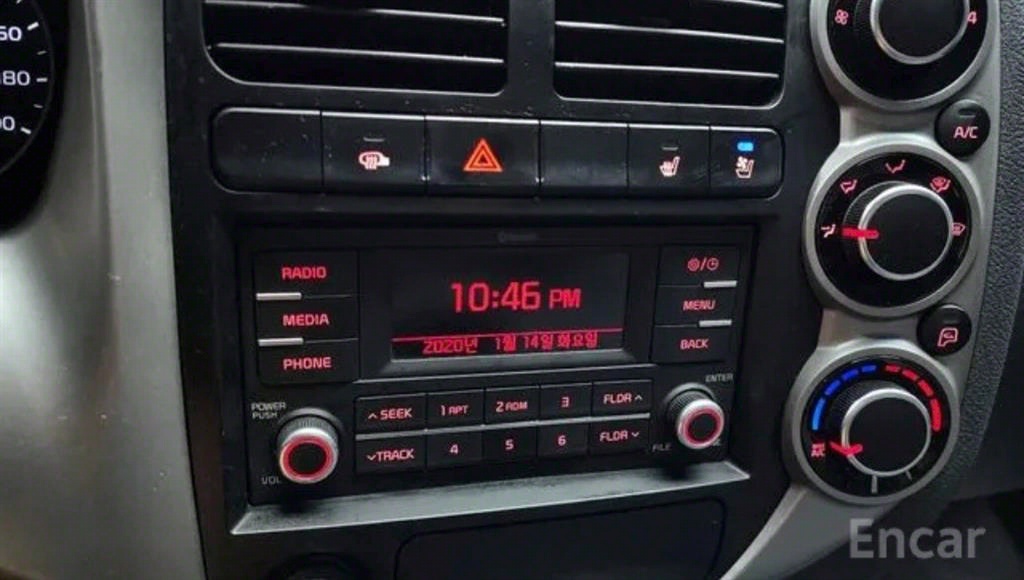 4
A/C
RADIO
MEDIA
PHONE
10:46 PM
2020년 1월 14일 화요일
MENU
BACK
POWER
PUSH
VOL
ENTER
FILE
∧SEEK
1 RPT
2 RDM
3
FLDR∧
∨TRACK
4
5
6
FLDR∨
A/C
80
Encar